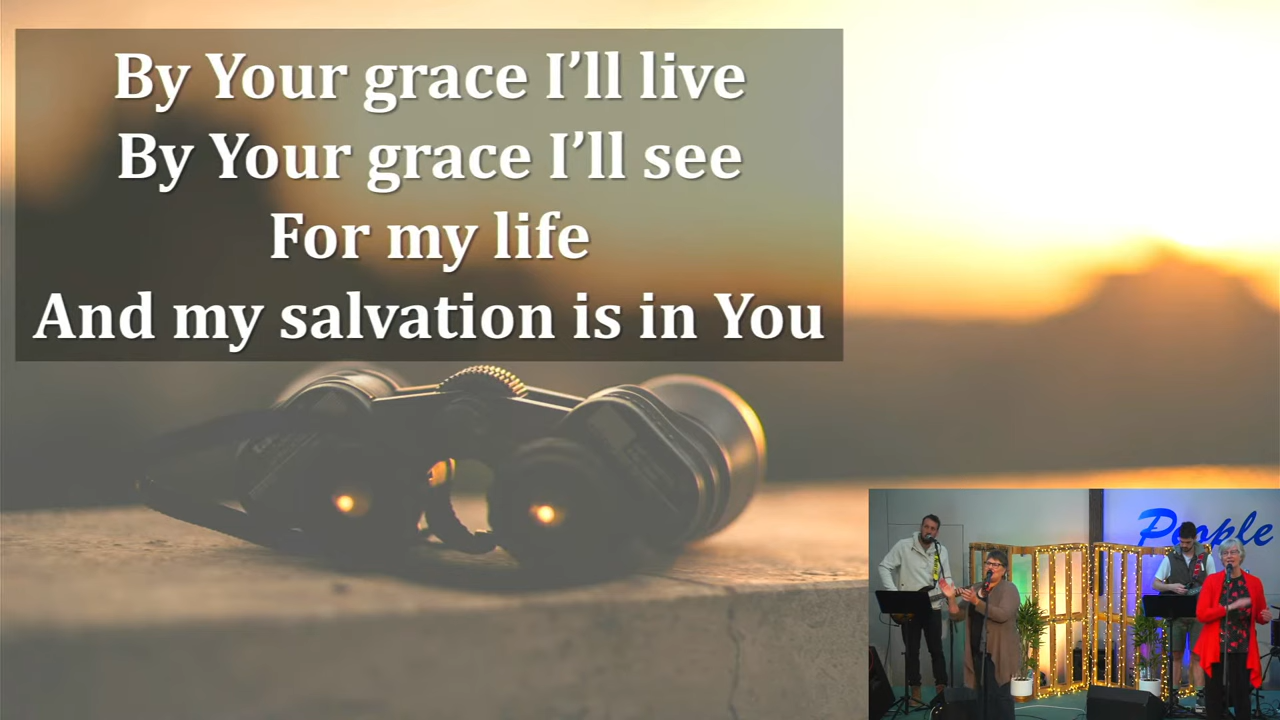 By Your grace I’ll live
By Your grace I’ll see
For my life
And my salvation is in You
People